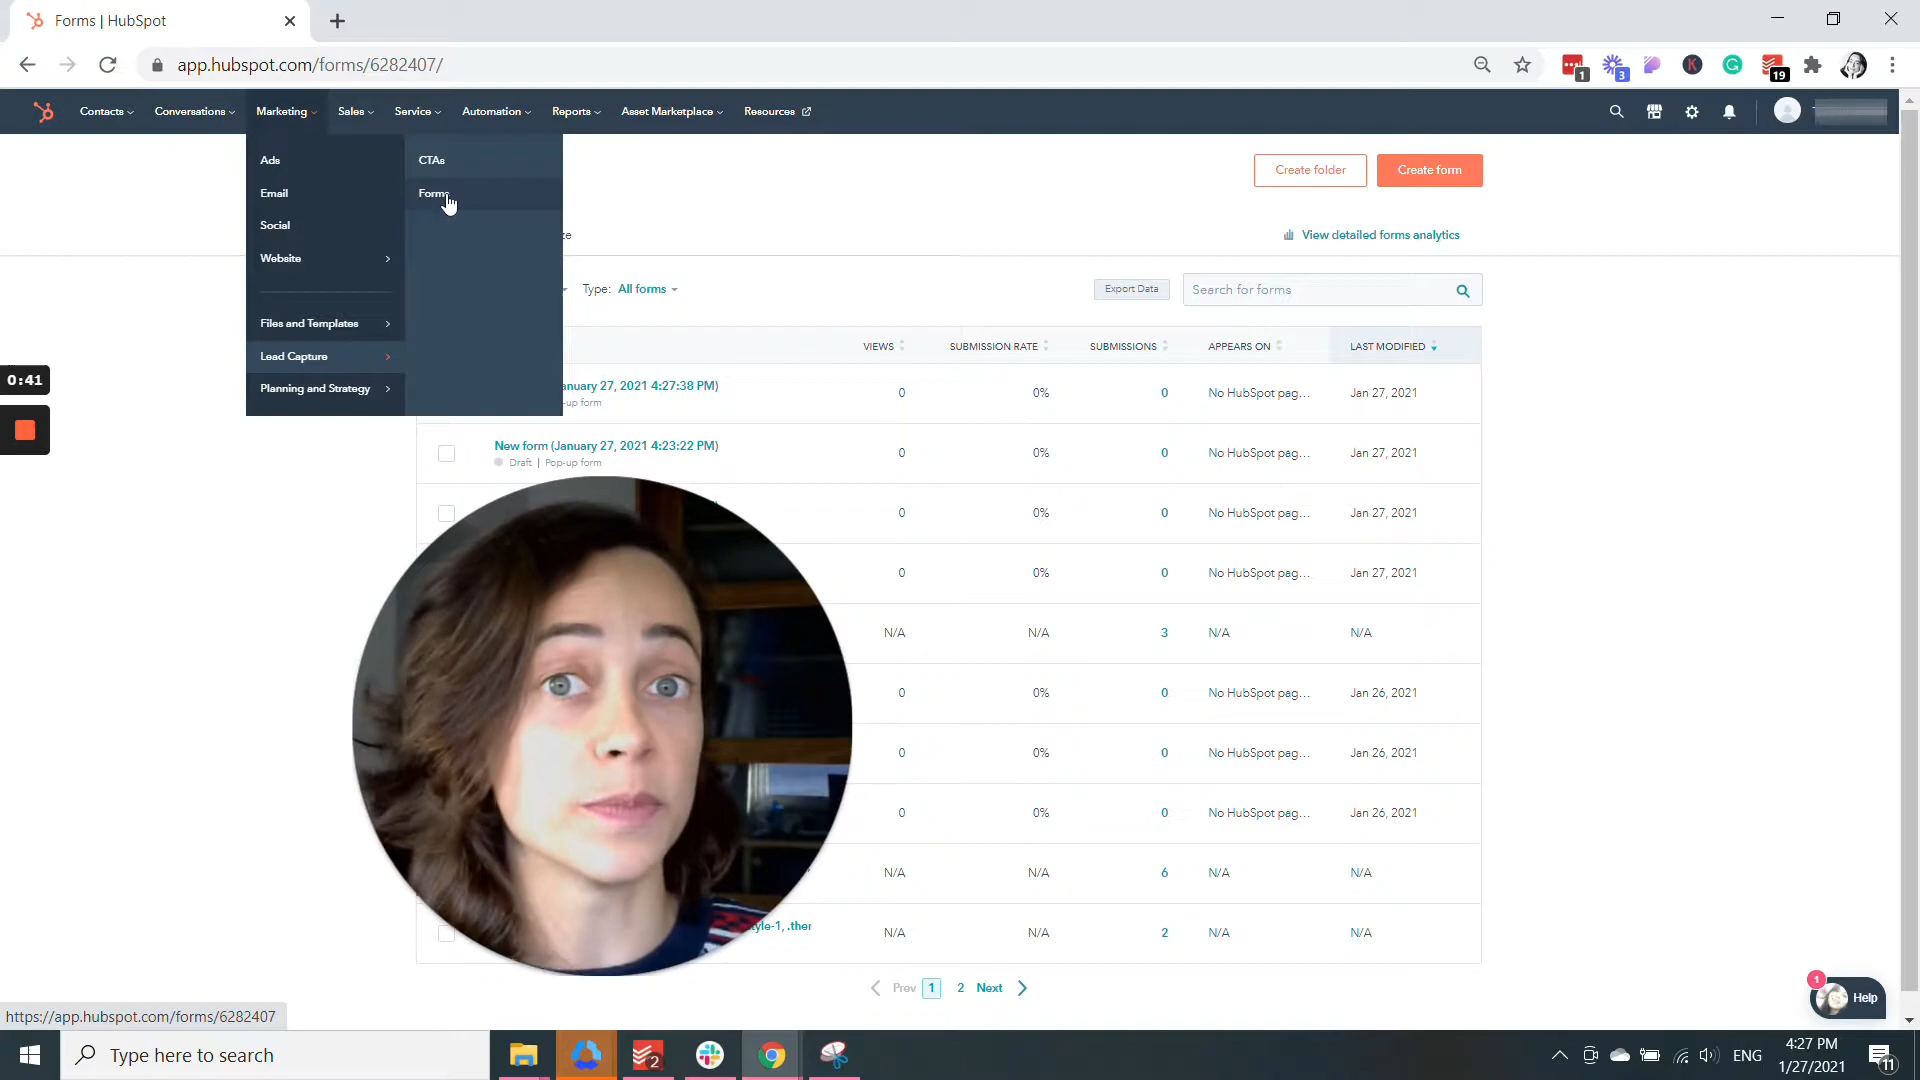 Forms | HubSpot
app.hubspot.com/forms/6282407/
1
3
K
19
Contacts
Conversations
Marketing
Sales
Service
Automation
Reports
Asset Marketplace
Resources
Ads
Email
Social
Website
Files and Templates
Lead Capture
Planning and Strategy
CTAs
Forms
Create folder
Create form
View detailed forms analytics
Type: All forms
Export Data
Search for forms
VIEWS
SUBMISSION RATE
SUBMISSIONS
APPEARS ON
LAST MODIFIED
0:41
anuary 27, 2021 4:27:38 PM)
-up form
0 0% 0 No HubSpot pag... Jan 27, 2021
New form (January 27, 2021 4:23:22 PM)
Draft | Pop-up form
0 0% 0 No HubSpot pag... Jan 27, 2021
0 0% 0 No HubSpot pag... Jan 27, 2021
0 0% 0 No HubSpot pag... Jan 27, 2021
N/A N/A 3 N/A N/A
0 0% 0 No HubSpot pag... Jan 26, 2021
0 0% 0 No HubSpot pag... Jan 26, 2021
0 0% 0 No HubSpot pag... Jan 26, 2021
N/A N/A 6 N/A N/A
tyle-1, .ther
N/A N/A 2 N/A N/A
Prev 1 2 Next
1
Help
https://app.hubspot.com/forms/6282407
Type here to search
2
ENG
4:27 PM
1/27/2021
11